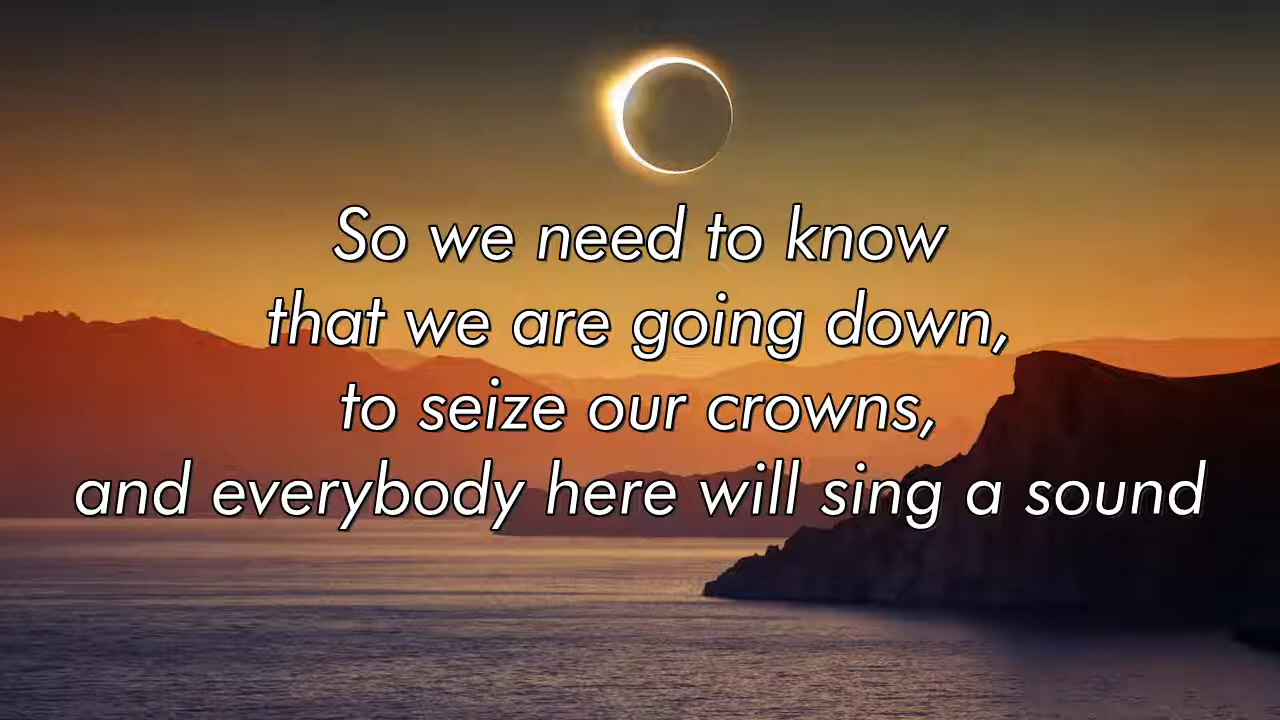 So we need to know
that we are going down,
to seize our crowns,
and everybody here will sing a sound